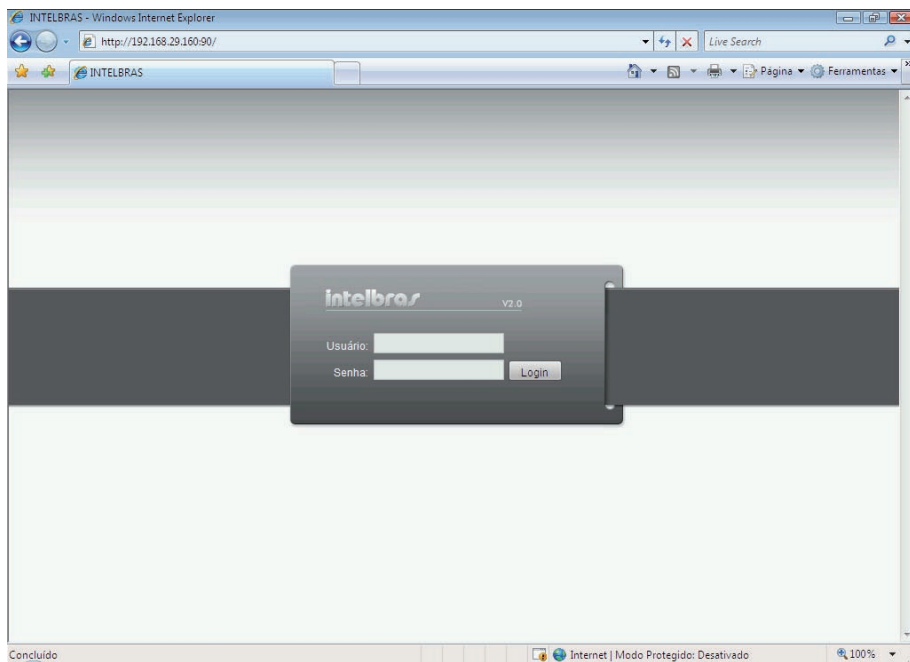 INTELBRAS - Windows Internet Explorer
http://192.168.29.160:90/
Live Search
INTELBRAS
Página
Ferramentas
intelbras
V2.0
Usuário:
Senha:
Login
Concluído
Internet | Modo Protegido: Desativado
100%